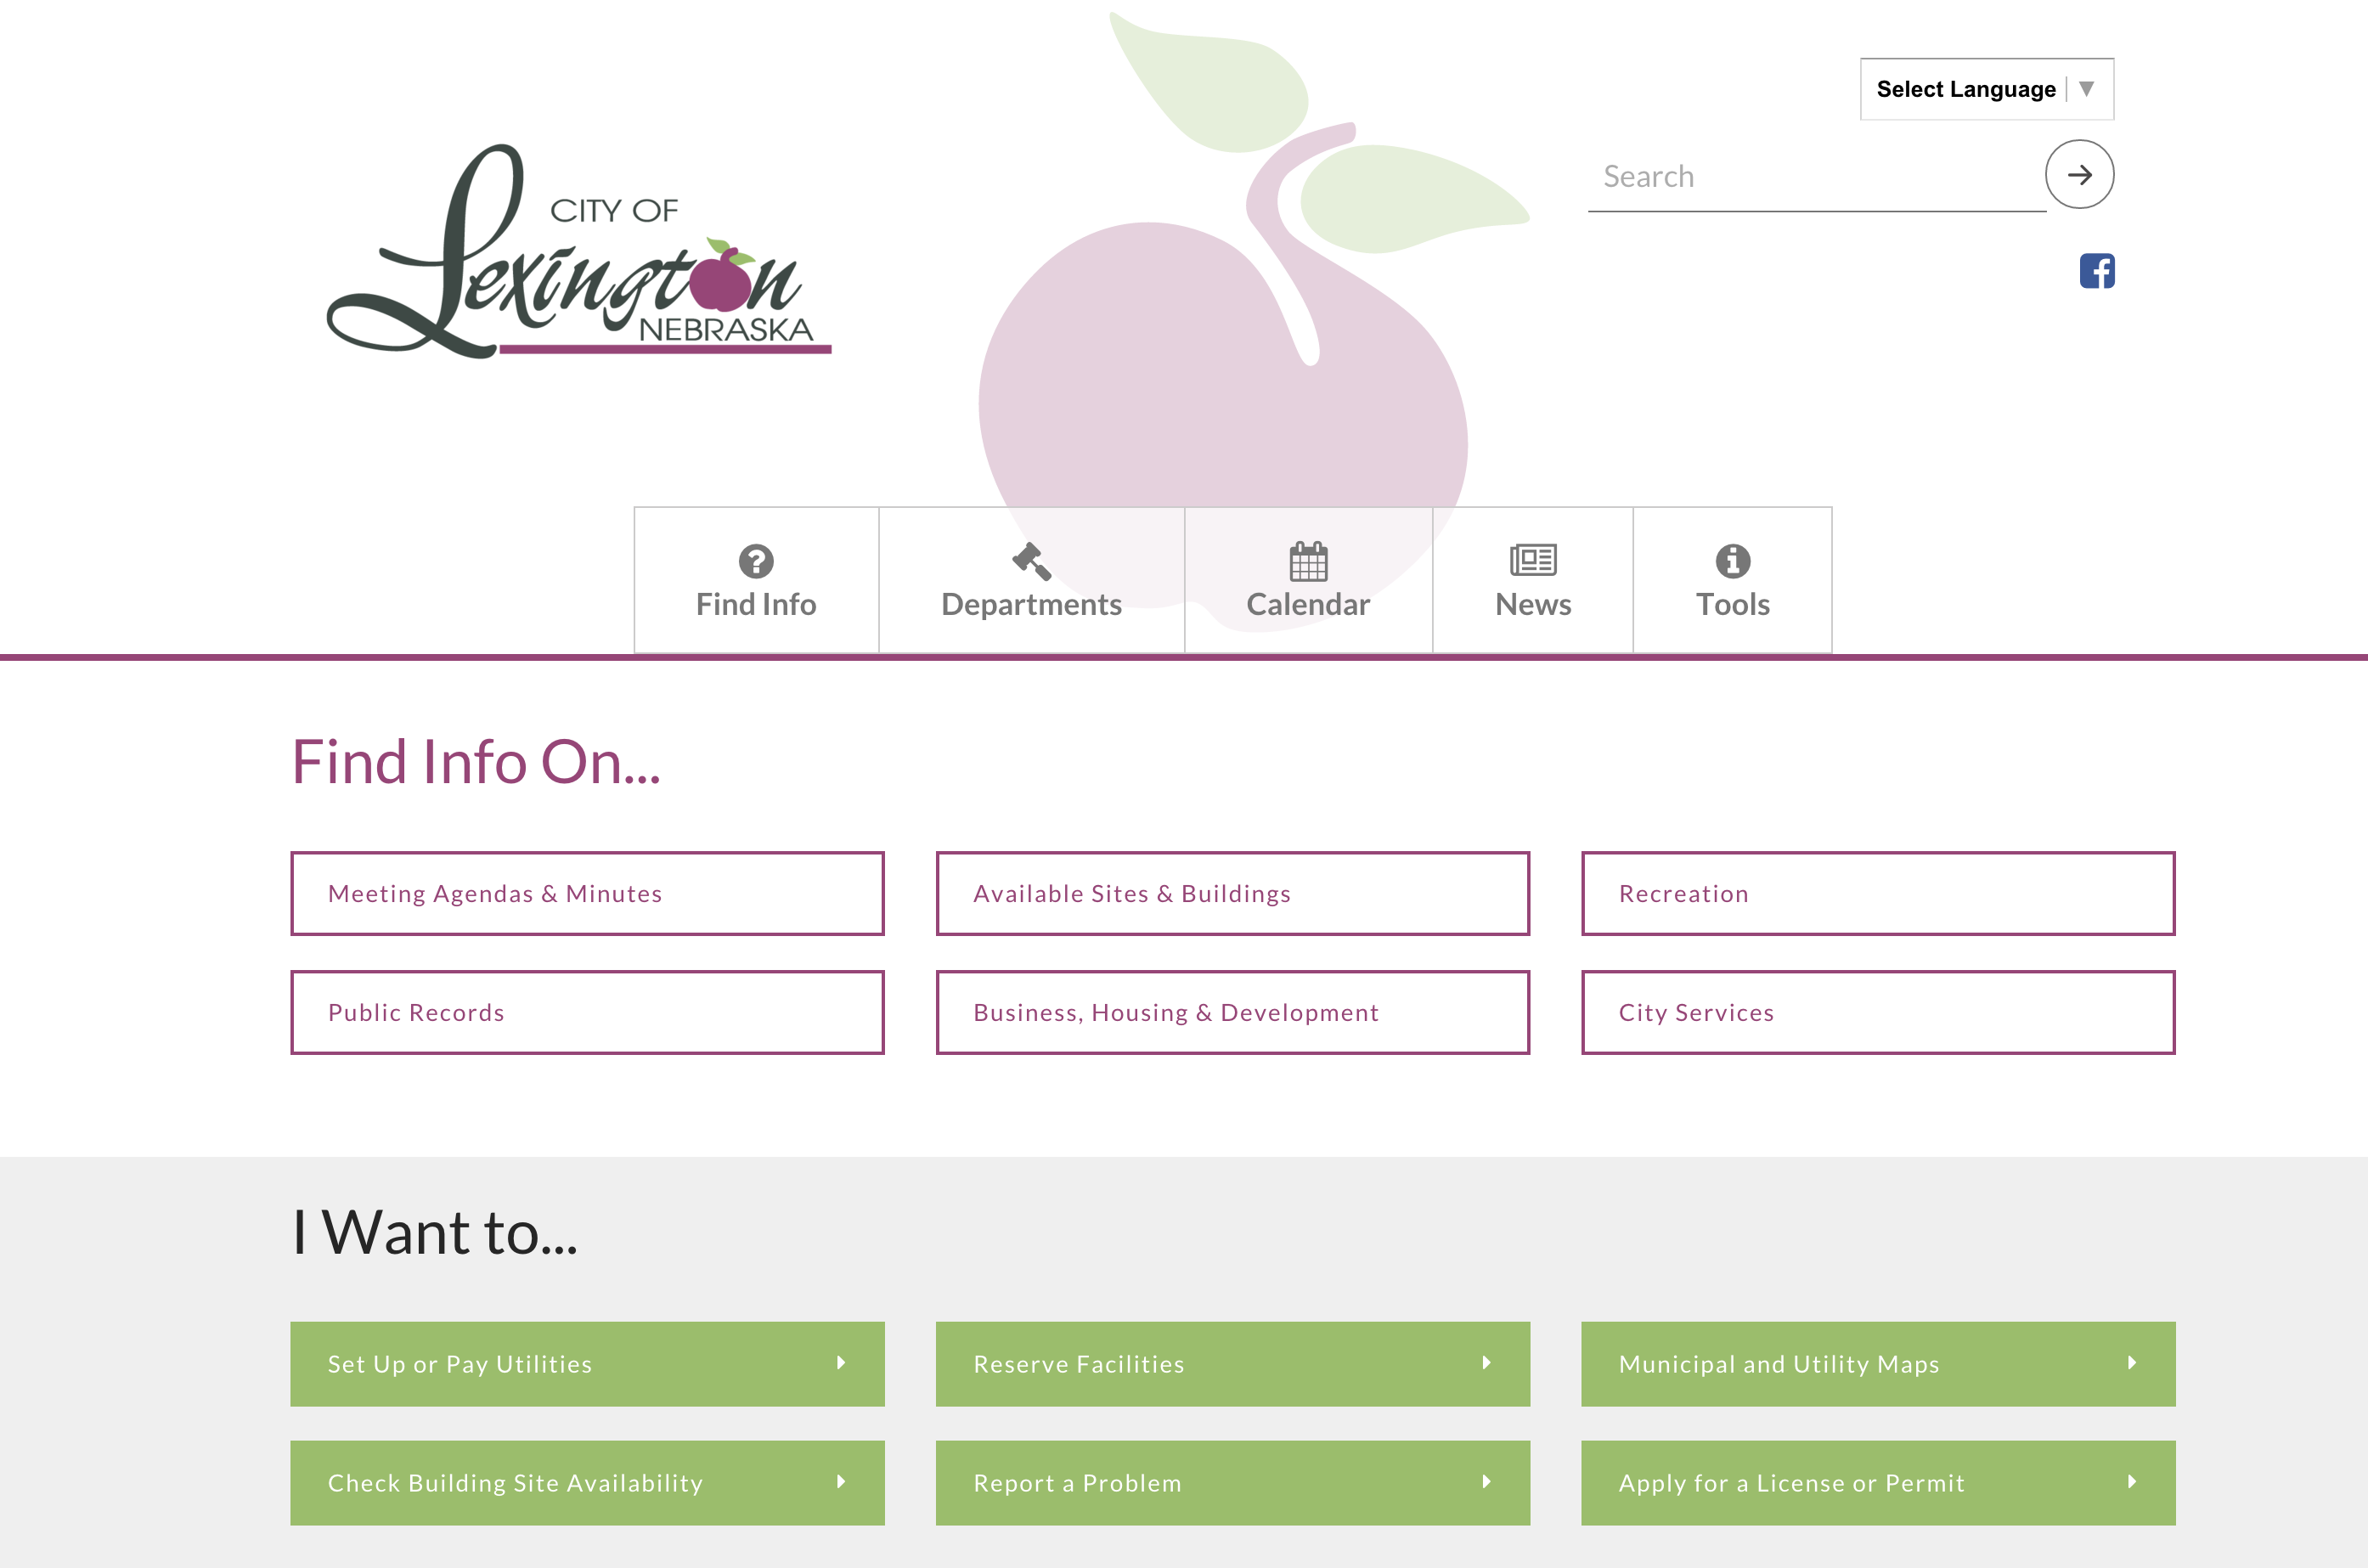 Select Language
Search
CITY OF
Lexington
NEBRASKA
Find Info
Departments
Calendar
News
Tools
Find Info On...
Meeting Agendas & Minutes
Available Sites & Buildings
Recreation
Public Records
Business, Housing & Development
City Services
I Want to...
Set Up or Pay Utilities
Reserve Facilities
Municipal and Utility Maps
Check Building Site Availability
Report a Problem
Apply for a License or Permit